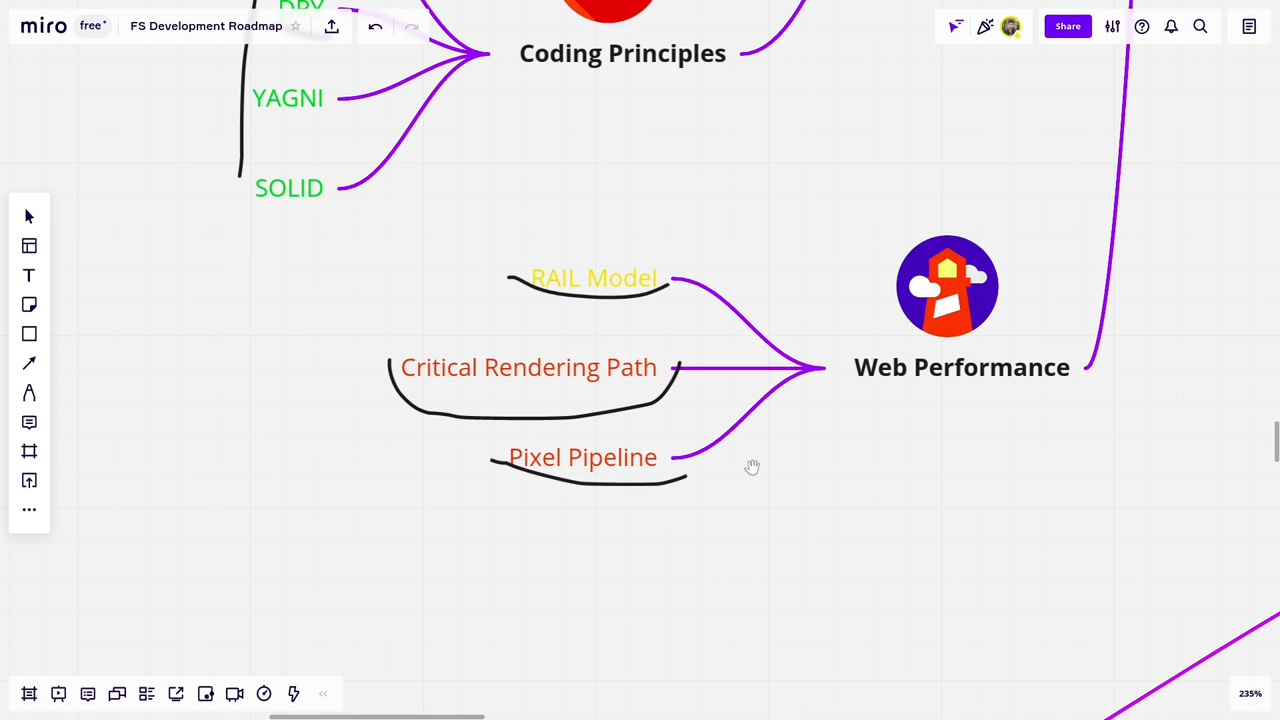 miro free FS Development Roadmap Share
DRY
Coding Principles
YAGNI
SOLID
RAIL Model
Critical Rendering Path
Web Performance
Pixel Pipeline
235%